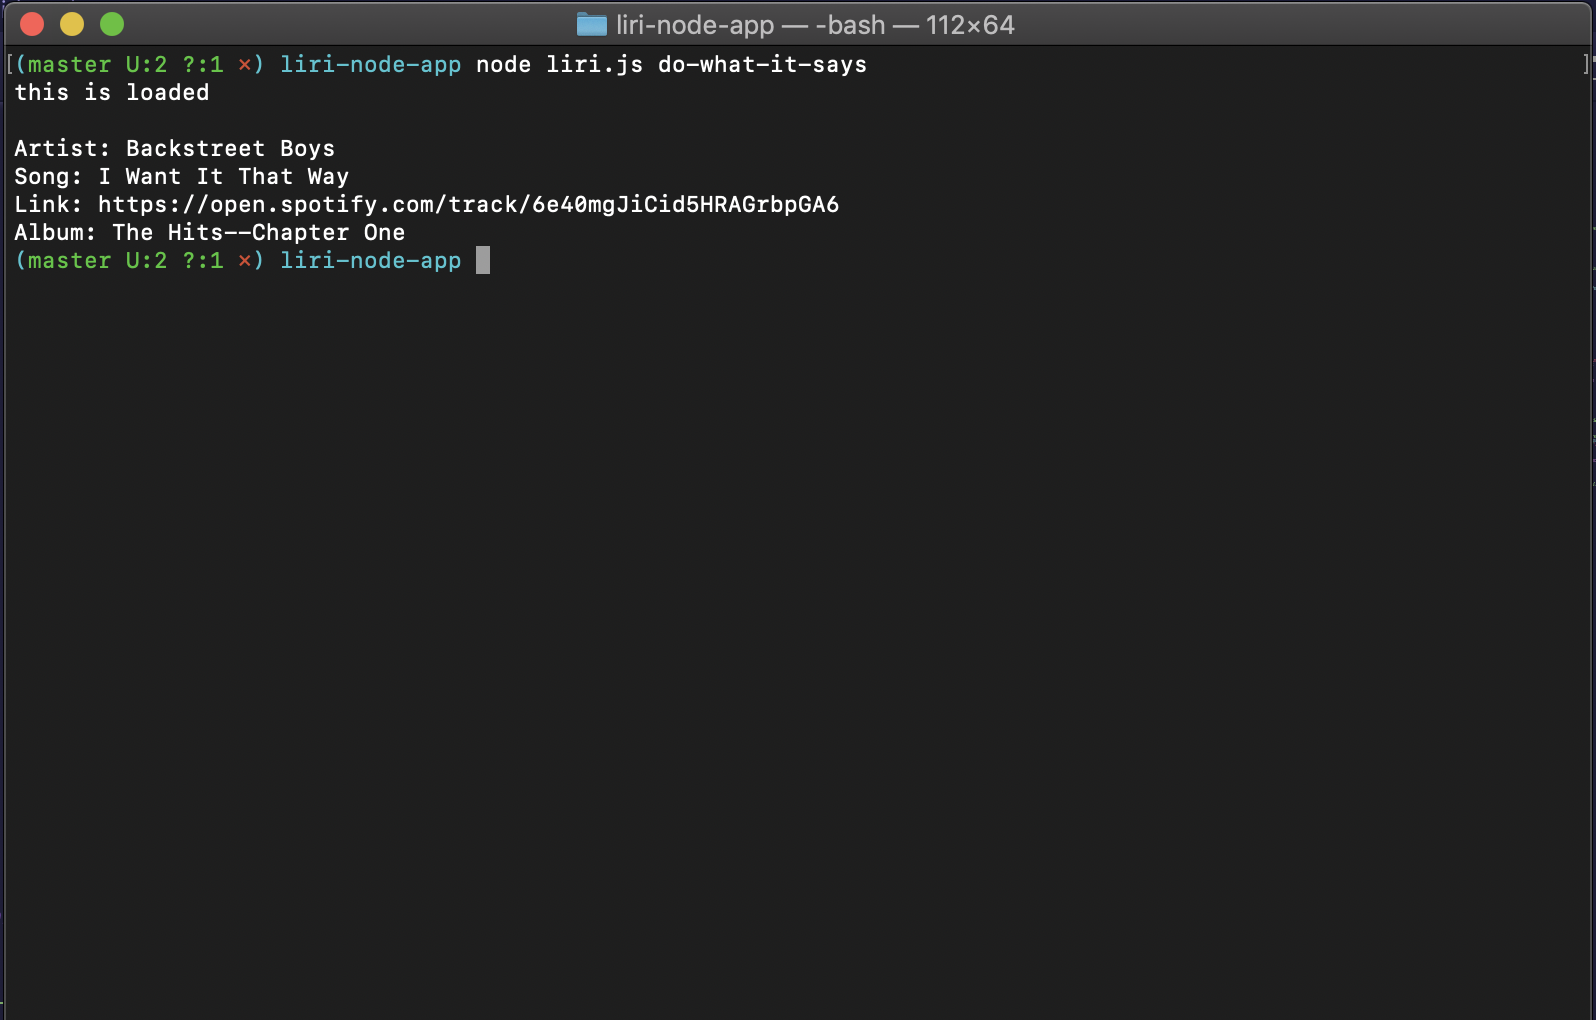 liri-node-app — -bash — 112×64
[(master U:2 ?:1 ×) liri-node-app node liri.js do-what-it-says ]
this is loaded
Artist: Backstreet Boys
Song: I Want It That Way
Link: https://open.spotify.com/track/6e40mgJiCid5HRAGrbpGA6
Album: The Hits--Chapter One
(master U:2 ?:1 ×) liri-node-app